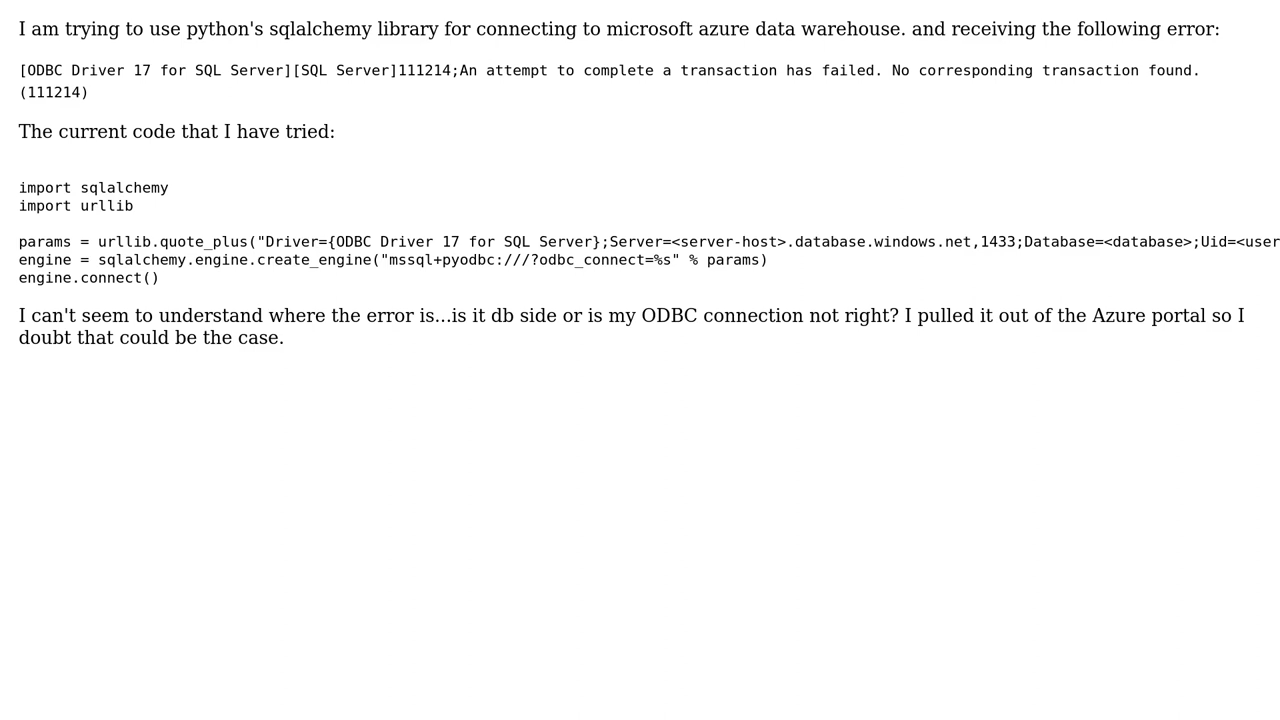 I am trying to use python's sqlalchemy library for connecting to microsoft azure data warehouse. and receiving the following error:
[ODBC Driver 17 for SQL Server][SQL Server]111214;An attempt to complete a transaction has failed. No corresponding transaction found.
(111214)
The current code that I have tried:
import sqlalchemy
import urllib
params = urllib.quote_plus("Driver={ODBC Driver 17 for SQL Server};Server=<server-host>.database.windows.net,1433;Database=<database>;Uid=<user
engine = sqlalchemy.engine.create_engine("mssql+pyodbc:///?odbc_connect=%s" % params)
engine.connect()
I can't seem to understand where the error is...is it db side or is my ODBC connection not right? I pulled it out of the Azure portal so I
doubt that could be the case.